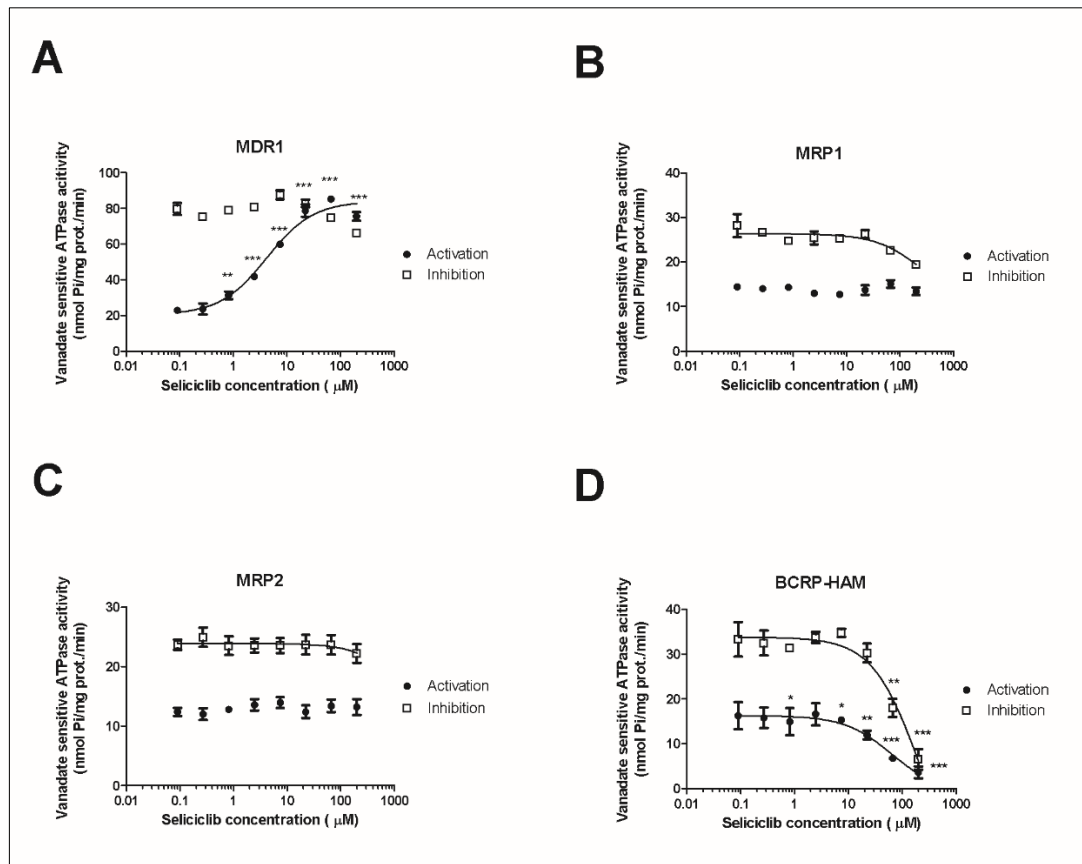 A
MDR1
Vanadate sensitive ATPase acitivity
(nmol Pi/mg prot./min)
100
80
60
40
20
0
**
***
***
***
***
***
0.01 0.1 1 10 100 1000
Seliciclib concentration ( μM)
Activation
Inhibition
B
MRP1
Vanadate sensitive ATPase acitivity
(nmol Pi/mg prot./min)
40
30
20
10
0
0.01 0.1 1 10 100 1000
Seliciclib concentration ( μM)
Activation
Inhibition
C
MRP2
Vanadate sensitive ATPase acitivity
(nmol Pi/mg prot./min)
30
20
10
0
0.01 0.1 1 10 100 1000
Seliciclib concentration ( μM)
Activation
Inhibition
D
BCRP-HAM
Vanadate sensitive ATPase acitivity
(nmol Pi/mg prot./min)
40
30
20
10
0
*
*
**
***
**
***
***
0.01 0.1 1 10 100 1000
Seliciclib concentration ( μM)
Activation
Inhibition